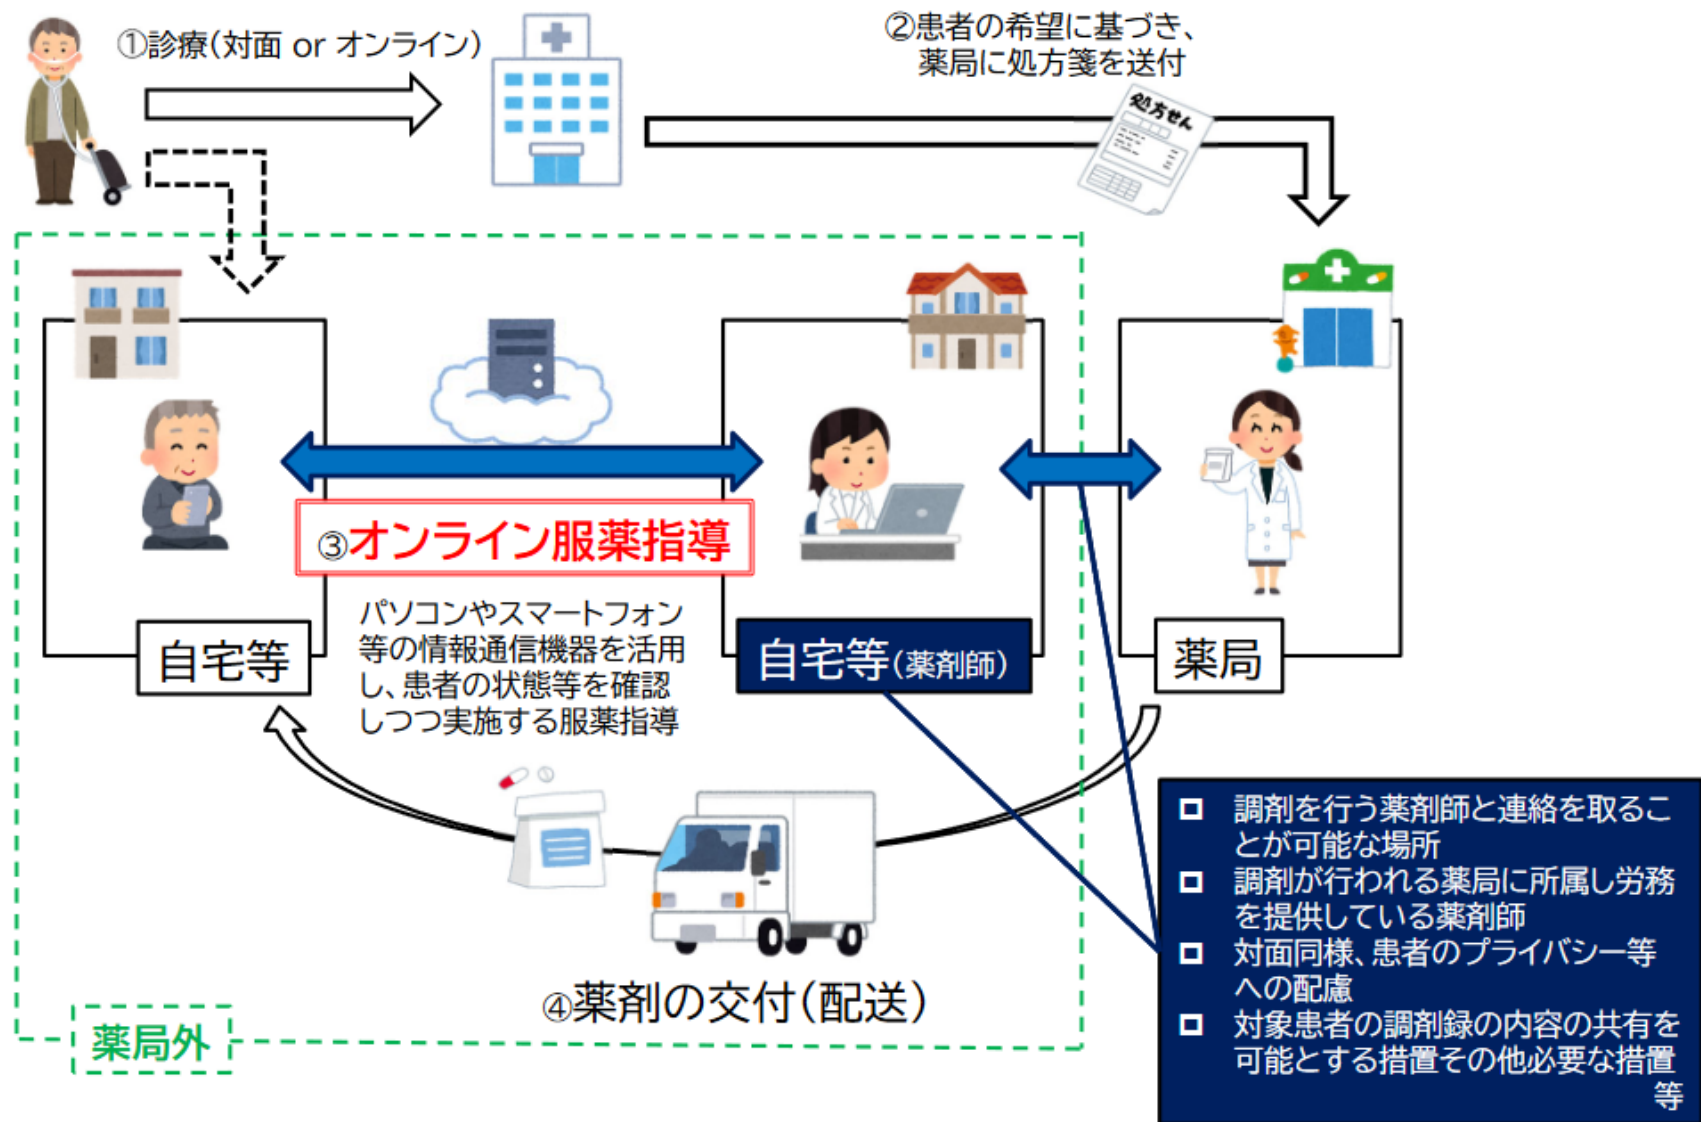 ①診療(対面 or オンライン)
②患者の希望に基づき、
薬局に処方箋を送付
処方せん
③オンライン服薬指導
パソコンやスマートフォン
等の情報通信機器を活用
し、患者の状態等を確認
しつつ実施する服薬指導
自宅等
自宅等(薬剤師)
薬局
④薬剤の交付(配送)
薬局外
調剤を行う薬剤師と連絡を取るこ
とが可能な場所
調剤が行われる薬局に所属し労務
を提供している薬剤師
対面同様、患者のプライバシー等
への配慮
対象患者の調剤録の内容の共有を
可能とする措置その他必要な措置
等